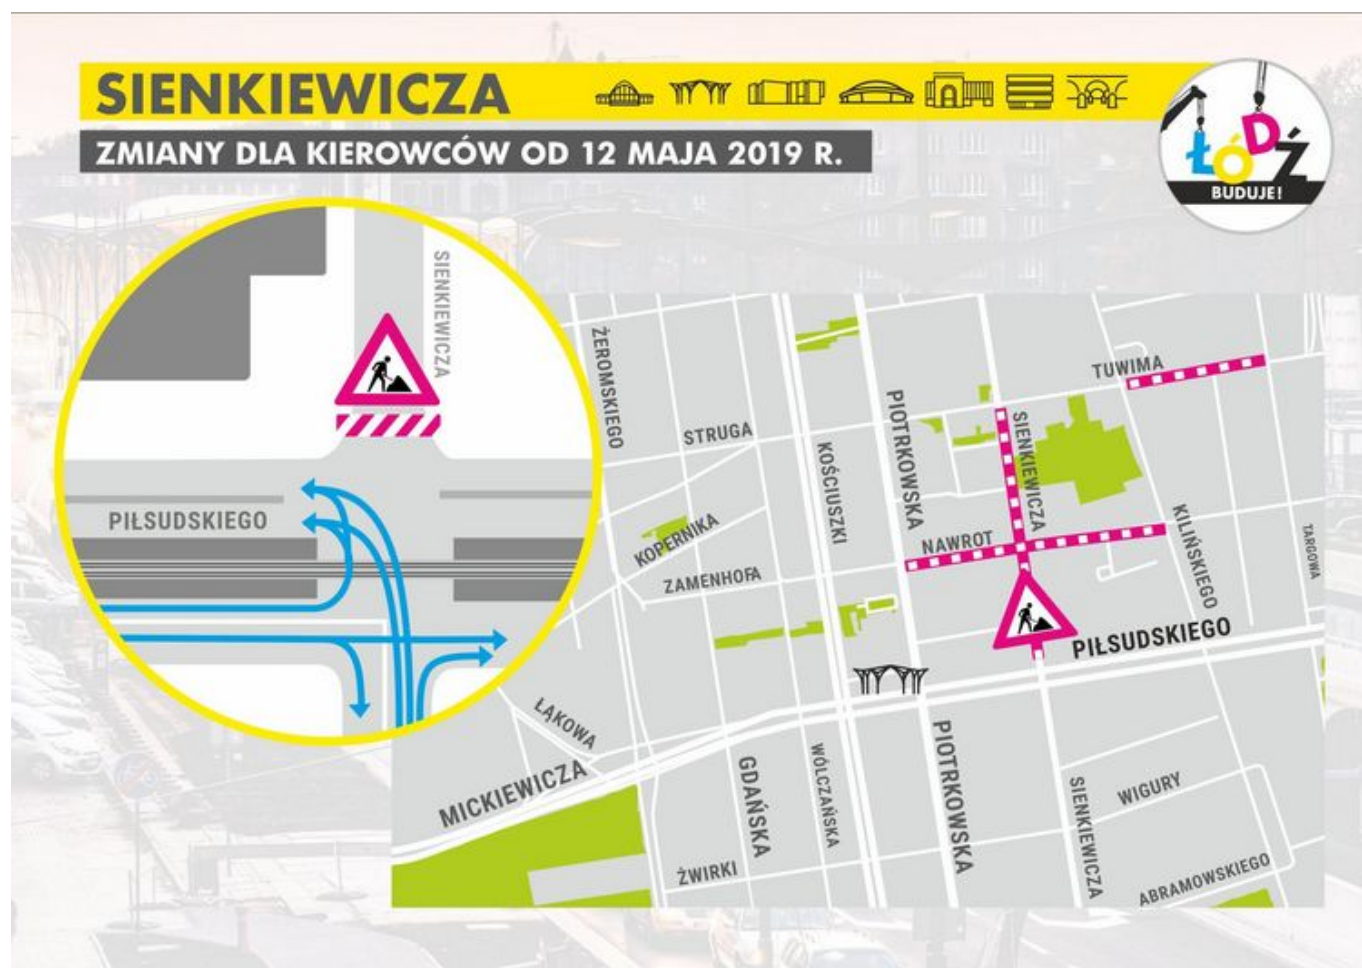 SIENKIEWICZA
ZMIANY DLA KIEROWCÓW OD 12 MAJA 2019 R.
ŁÓDŹ
BUDUJE!
SIENKIEWICZA
PIŁSUDSKIEGO
ŻEROMSKIEGO
STRUGA
KOPERNIKA
ZAMENHOFA
KOŚCIUSZKI
PIOTRKOWSKA
SIENKIEWICZA
TUWIMA
NAWROT
KILIŃSKIEGO
TARGOWA
PIŁSUDSKIEGO
ŁĄKOWA
MICKIEWICZA
GDAŃSKA
WÓLCZAŃSKA
PIOTRKOWSKA
SIENKIEWICZA
WIGURY
ŻWIRKI
ABRAMOWSKIEGO